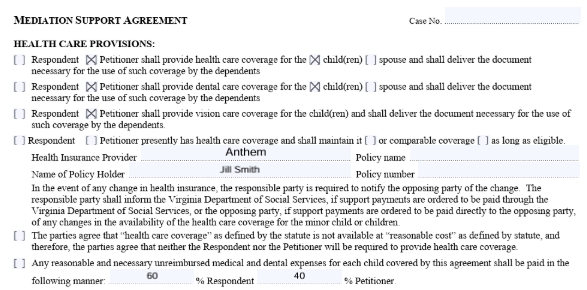 MEDIATION SUPPORT AGREEMENT Case No.
HEALTH CARE PROVISIONS:
[ ] Respondent [X] Petitioner shall provide health care coverage for the [X] child(ren) [ ] spouse and shall deliver the document
necessary for the use of such coverage by the dependents
[ ] Respondent [X] Petitioner shall provide dental care coverage for the [X] child(ren) [ ] spouse and shall deliver the document
necessary for the use of such coverage by the dependents
[ ] Respondent [X] Petitioner shall provide vision care coverage for the child(ren) and shall deliver the document necessary for the use of
such coverage by the dependents.
[ ] Respondent [ ] Petitioner presently has health care coverage and shall maintain it [ ] or comparable coverage [ ] as long as eligible.
Health Insurance Provider Anthem Policy name
Name of Policy Holder Jill Smith Policy number
In the event of any change in health insurance, the responsible party is required to notify the opposing party of the change. The
responsible party shall inform the Virginia Department of Social Services, if support payments are ordered to be paid through the
Virginia Department of Social Services, or the opposing party, if support payments are ordered to be paid directly to the opposing party,
of any changes in the availability of the health care coverage for the minor child or children.
[ ] The parties agree that “health care coverage” as defined by the statute is not available at “reasonable cost” as defined by statute, and
therefore, the parties agree that neither the Respondent nor the Petitioner will be required to provide health care coverage.
[ ] Any reasonable and necessary unreimbursed medical and dental expenses for each child covered by this agreement shall be paid in the
following manner: 60 % Respondent 40 % Petitioner